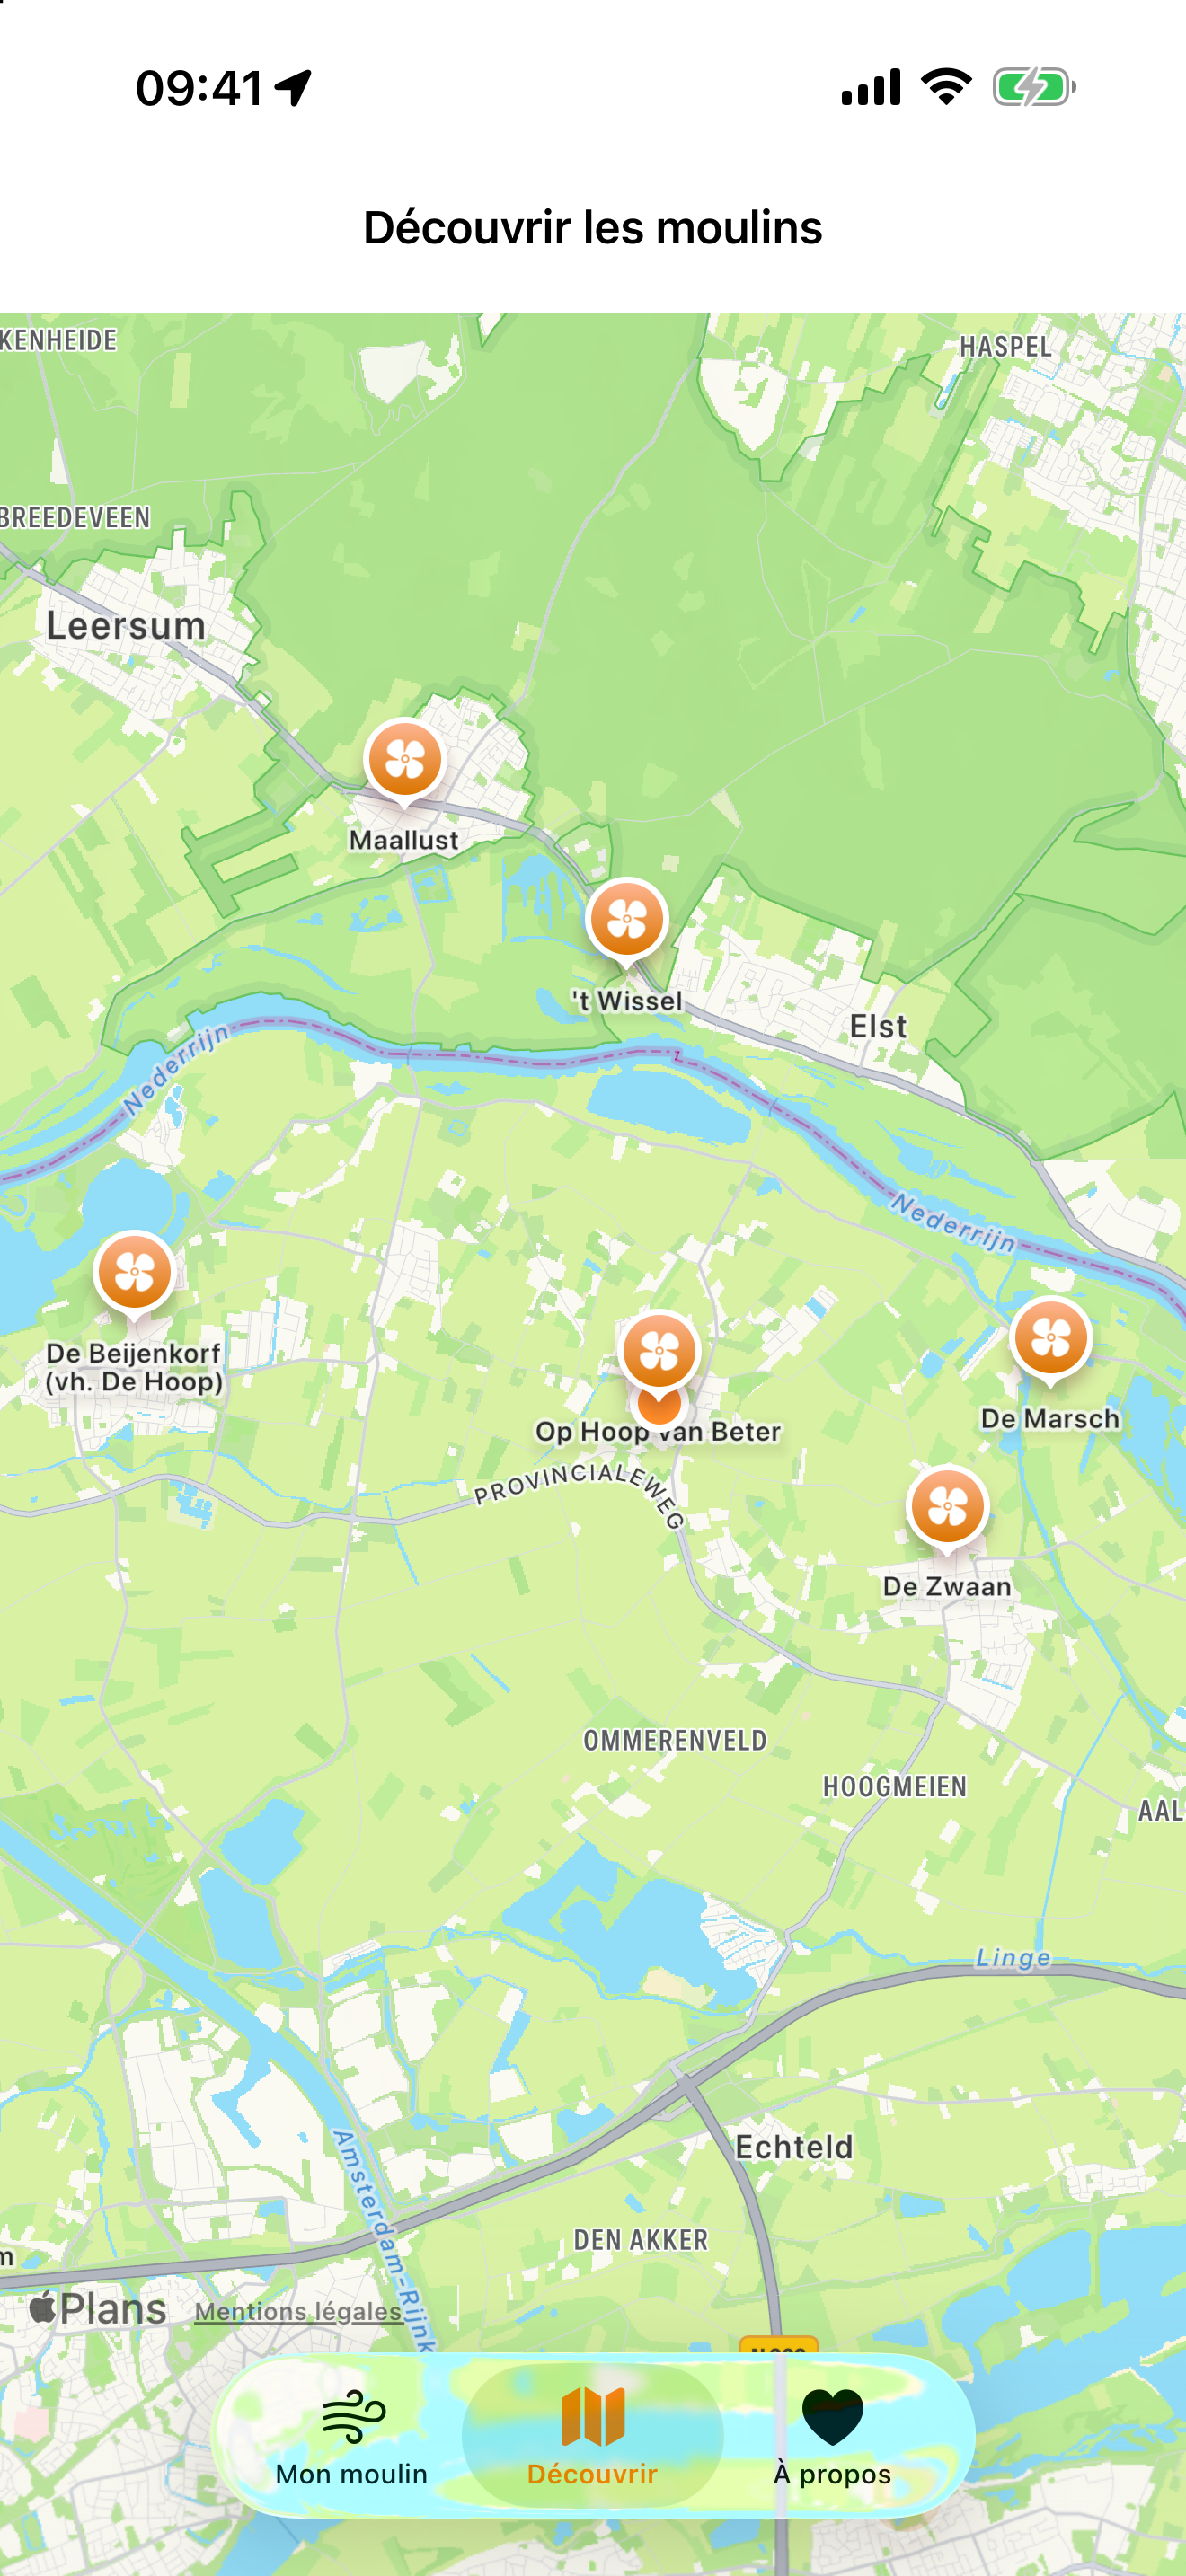 09:41
Découvrir les moulins
KENHEIDE
HASPEL
BREEDEVEEN
Leersum
Maallust
't Wissel
Elst
Nederrijn
Nederrijn
De Beijenkorf
(vh. De Hoop)
Op Hoop van Beter
De Marsch
PROVINCIALEWEG
De Zwaan
OMMERENVELD
HOOGMEIEN
AAL
Linge
Amsterdam-Rijnk
Echteld
DEN AKKER
m
Plans
Mentions légales
Mon moulin
Découvrir
À propos